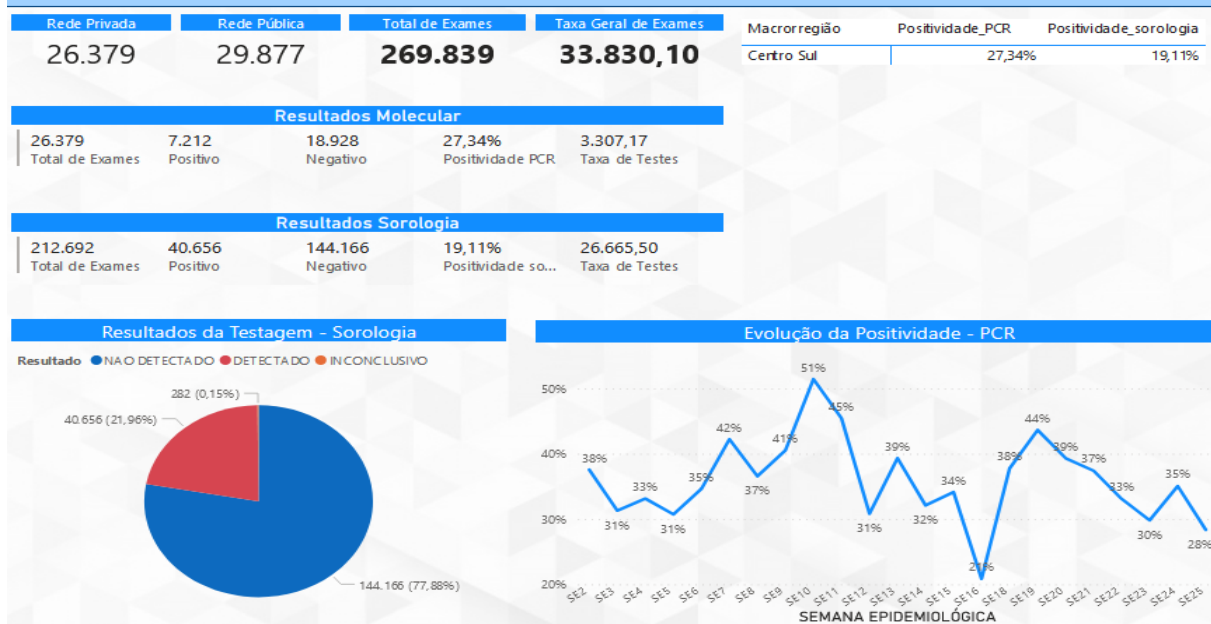 Rede Privada Rede Pública Total de Exames Taxa Geral de Exames
26.379 29.877 269.839 33.830,10
Macrorregião Positividade_PCR Positividade_sorologia
Centro Sul 27,34% 19,11%
Resultados Molecular
26.379 7.212 18.928 27,34% 3.307,17
Total de Exames Positivo Negativo Positividade PCR Taxa de Testes
Resultados Sorologia
212.692 40.656 144.166 19,11% 26.665,50
Total de Exames Positivo Negativo Positividade so... Taxa de Testes
Resultados da Testagem - Sorologia
Resultado NAO DETECTADO DETECTADO INCONCLUSIVO
282 (0,15%)
40.656 (21,96%)
144.166 (77,88%)
Evolução da Positividade - PCR
50%
40%
30%
20%
38% 31% 33% 31% 35% 42% 37% 41% 51% 45% 31% 39% 32% 34% 21% 38% 44% 39% 37% 33% 30% 35% 28%
SE2 SE3 SE4 SE5 SE6 SE7 SE8 SE9 SE10 SE11 SE12 SE13 SE14 SE15 SE16 SE18 SE19 SE20 SE21 SE22 SE23 SE24 SE25
SEMANA EPIDEMIOLÓGICA